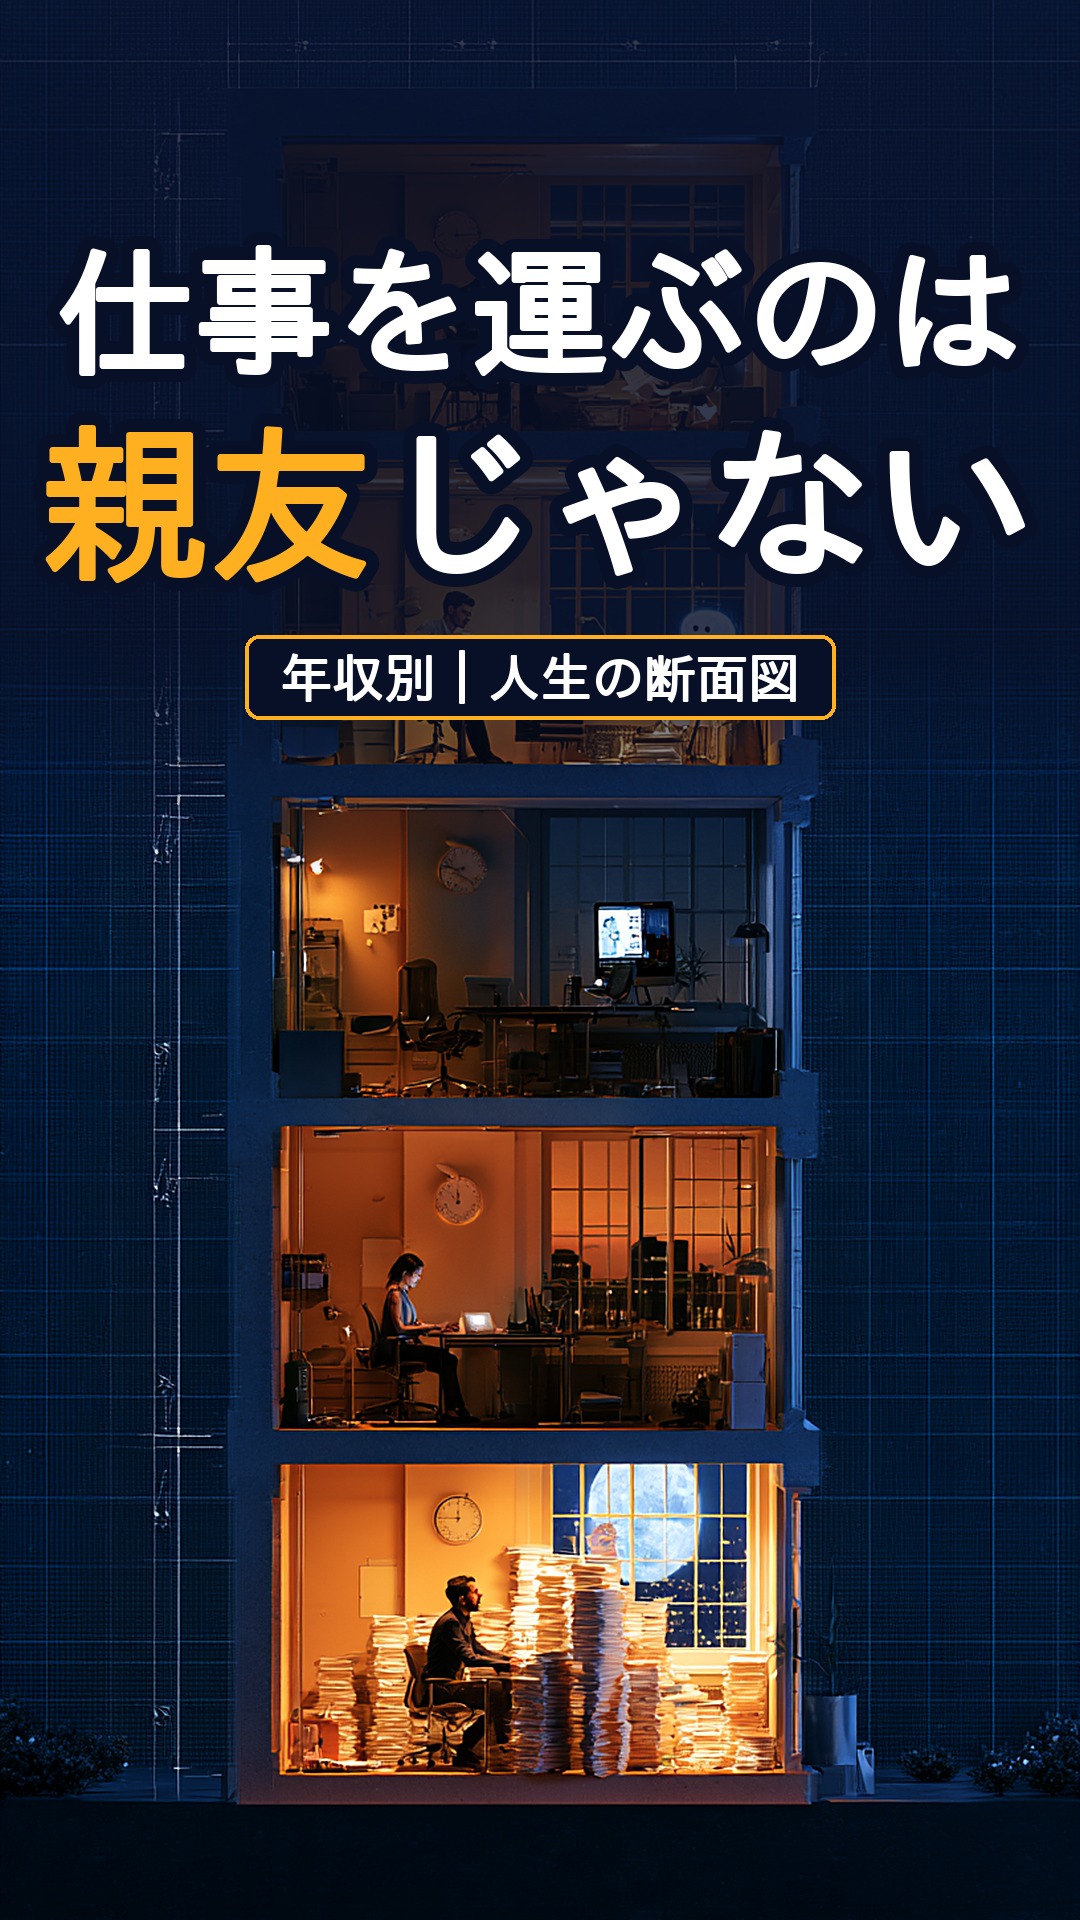 仕事を運ぶのは
親友じゃない
年収別｜人生の断面図